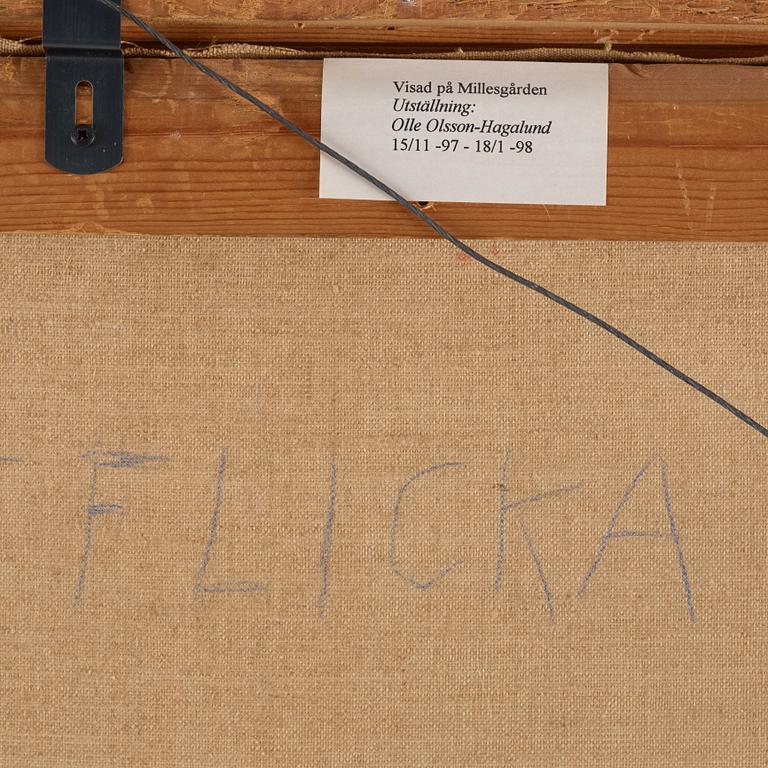 Visad på Millesgården
Utställning:
Olle Olsson-Hagalund
15/11 -97 - 18/1 -98
FLICKA